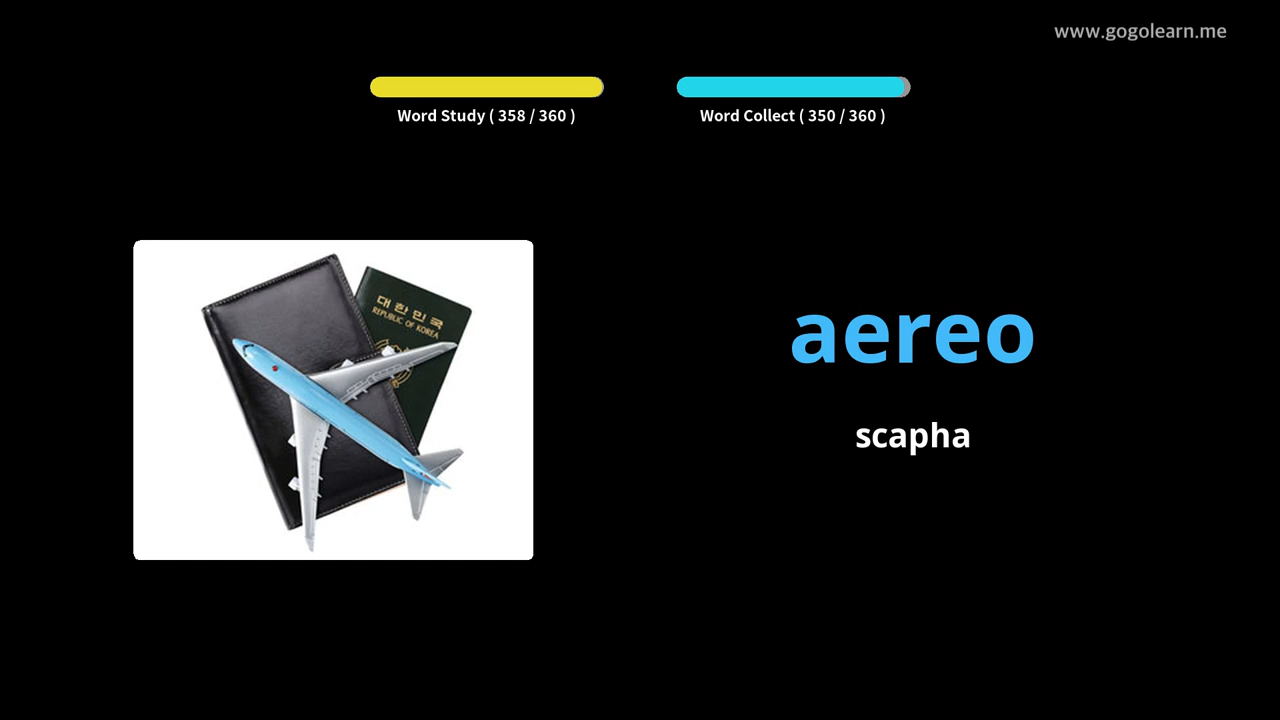 www.gogolearn.me
Word Study ( 358 / 360 )
Word Collect ( 350 / 360 )
대한민국
REPUBLIC OF KOREA
aereo
scapha